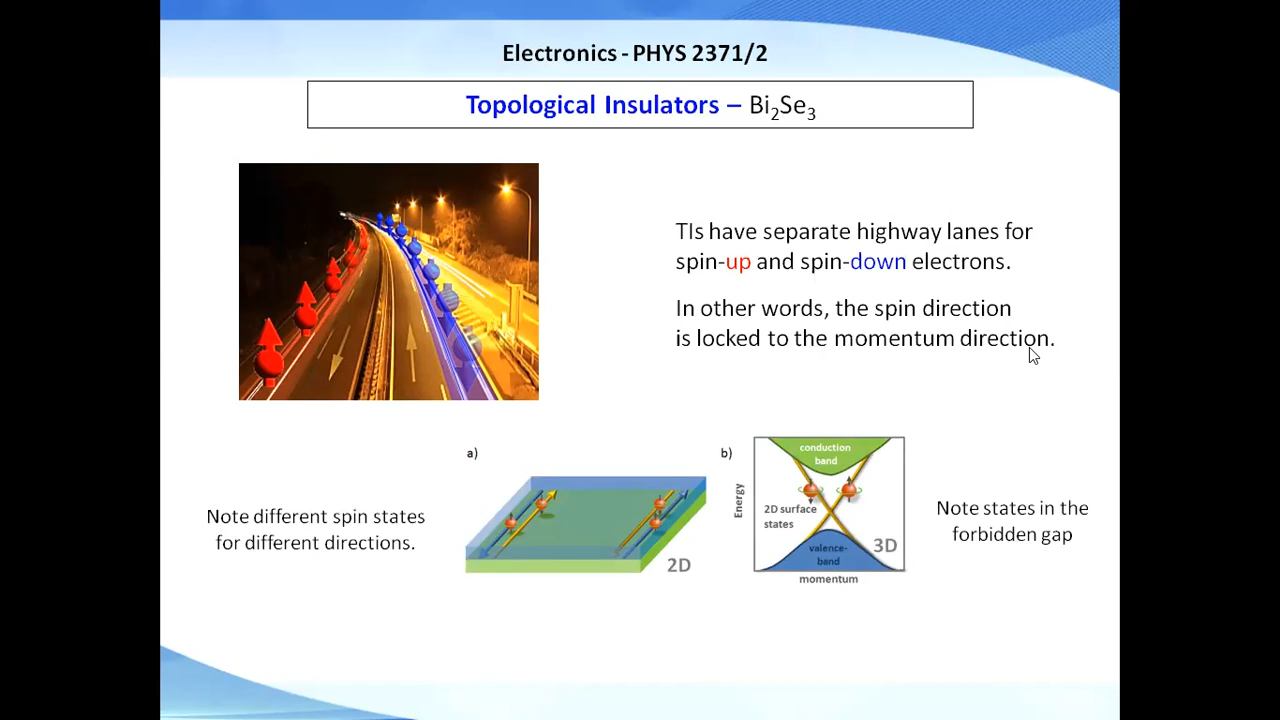 Electronics - PHYS 2371/2
Topological Insulators – Bi₂Se₃
TIs have separate highway lanes for
spin-up and spin-down electrons.
In other words, the spin direction
is locked to the momentum direction.
a)
2D
Note different spin states
for different directions.
b)
conduction
band
Energy
2D surface
states
valence-
band
3D
momentum
Note states in the
forbidden gap